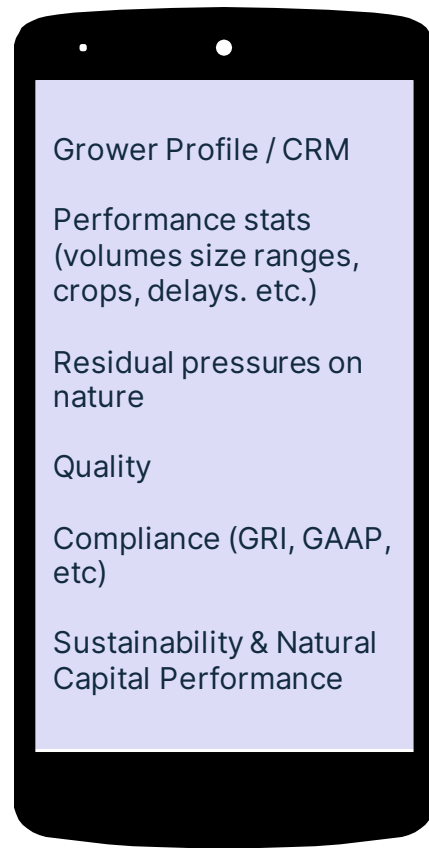 Grower Profile / CRM
Performance stats
(volumes size ranges,
crops, delays. etc.)
Residual pressures on
nature
Quality
Compliance (GRI, GAAP,
etc)
Sustainability & Natural
Capital Performance